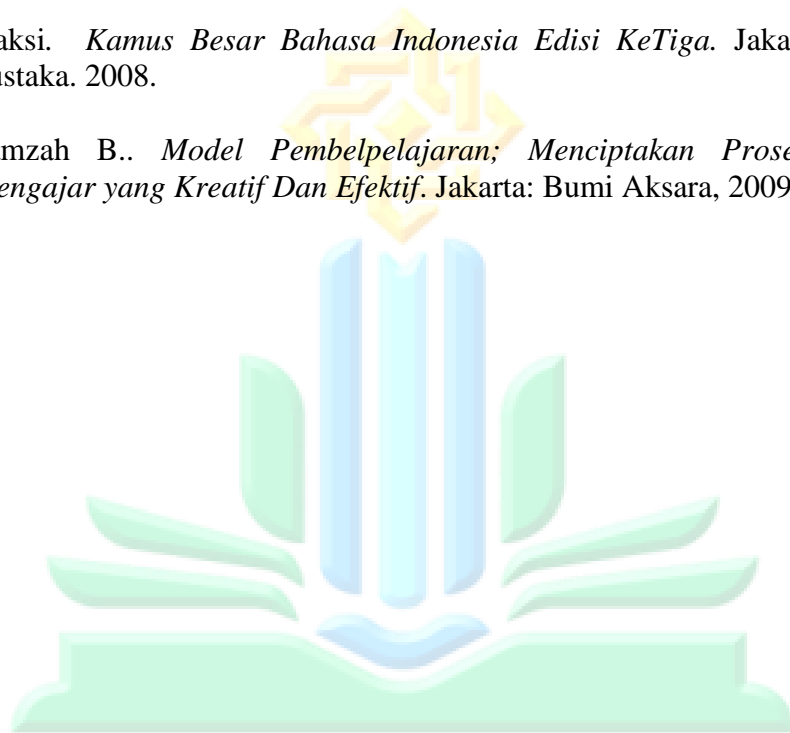 aksi. Kamus Besar Bahasa Indonesia Edisi KeTiga. Jaka
ustaka. 2008.
amzah B.. Model Pembelpelajaran; Menciptakan Prose
engajar yang Kreatif Dan Efektif. Jakarta: Bumi Aksara, 2009